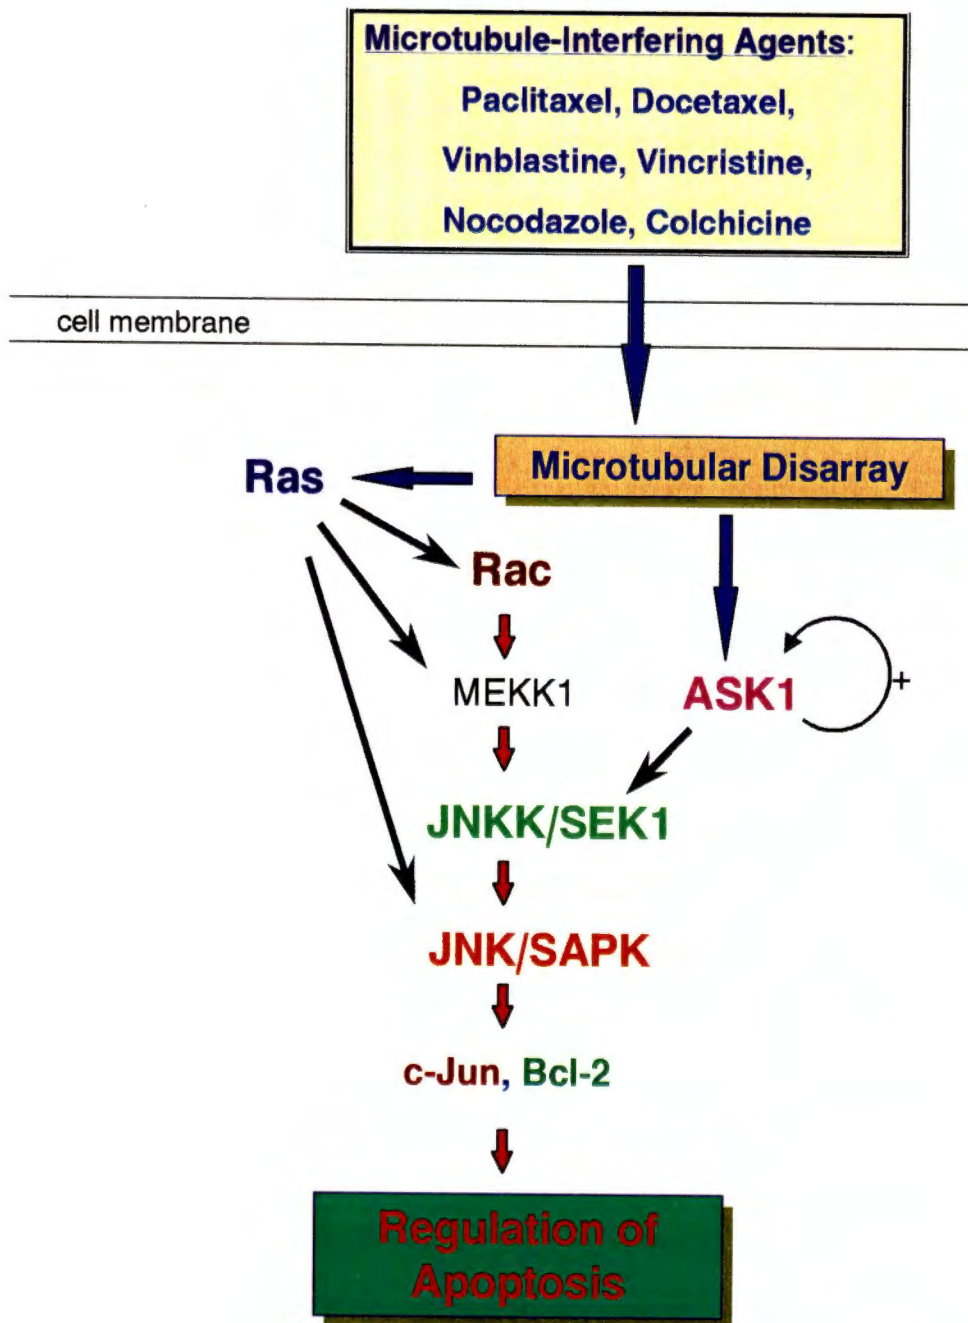 Microtubule-Interfering Agents:
Paclitaxel, Docetaxel,
Vinblastine, Vincristine,
Nocodazole, Colchicine
cell membrane
Microtubular Disarray
Ras
Rac
MEKK1
ASK1
+
JNKK/SEK1
JNK/SAPK
c-Jun, Bcl-2
Regulation of
Apoptosis